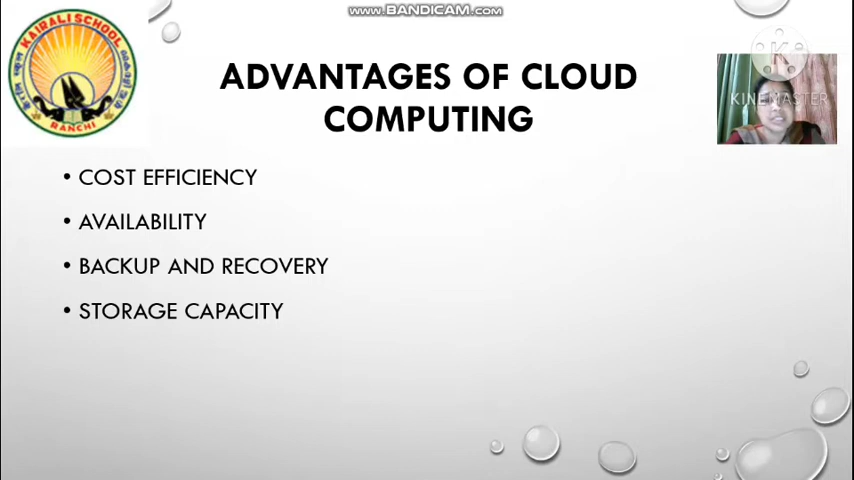 WWW.BANDICAM.COM
KAIRALI SCHOOL
RANCHI
ADVANTAGES OF CLOUD
COMPUTING
K
KINEMASTER
• COST EFFICIENCY
• AVAILABILITY
• BACKUP AND RECOVERY
• STORAGE CAPACITY